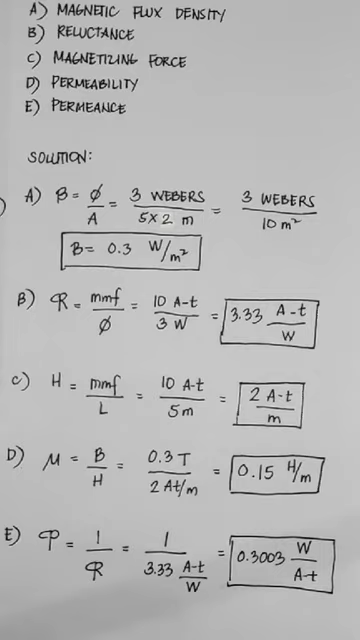 A) MAGNETIC FLUX DENSITY
B) RELUCTANCE
C) MAGNETIZING FORCE
D) PERMEABILITY
E) PERMEANCE
SOLUTION:
A) B = ϕ/A = 3 WEBERS / 5 x 2 m = 3 WEBERS / 10 m²
B = 0.3 W/m²
B) R = mmf/ϕ = 10 A-t / 3 W = 3.33 A-t/W
C) H = mmf/L = 10 A-t / 5m = 2 A-t/m
D) μ = B/H = 0.3 T / 2 At/m = 0.15 H/m
E) P = 1/R = 1 / 3.33 A-t/W = 0.3003 W/A-t